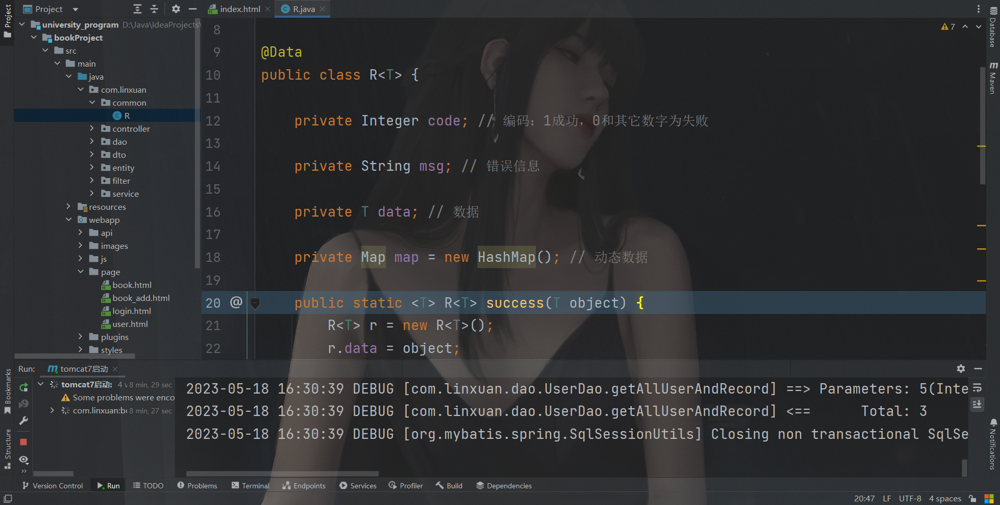 Project
index.html
R.java
Project
university_program D:\Java\IdeaProjects\
bookProject
src
main
java
com.linxuan
common
R
controller
dao
dto
entity
filter
service
resources
webapp
api
images
js
page
book.html
book_add.html
login.html
user.html
plugins
styles
7
8
9 @Data
10 public class R<T> {
11
12 private Integer code; // 编码：1成功，0和其它数字为失败
13
14 private String msg; // 错误信息
15
16 private T data; // 数据
17
18 private Map map = new HashMap(); // 动态数据
19
20 @ public static <T> R<T> success(T object) {
21 R<T> r = new R<T>();
22 r.data = object;
Database
Maven
Notifications
Bookmarks
Structure
Run: tomcat7启动
tomcat7启动: 4 v 8 min, 29 sec
Some problems were enco
com.linxuan:b 8 min, 27 sec
2023-05-18 16:30:39 DEBUG [com.linxuan.dao.UserDao.getAllUserAndRecord] ==> Parameters: 5(Inte
2023-05-18 16:30:39 DEBUG [com.linxuan.dao.UserDao.getAllUserAndRecord] <== Total: 3
2023-05-18 16:30:39 DEBUG [org.mybatis.spring.SqlSessionUtils] Closing non transactional SqlSe
Version Control Run TODO Problems Terminal Endpoints Services Profiler Build Dependencies
20:47 LF UTF-8 4 spaces